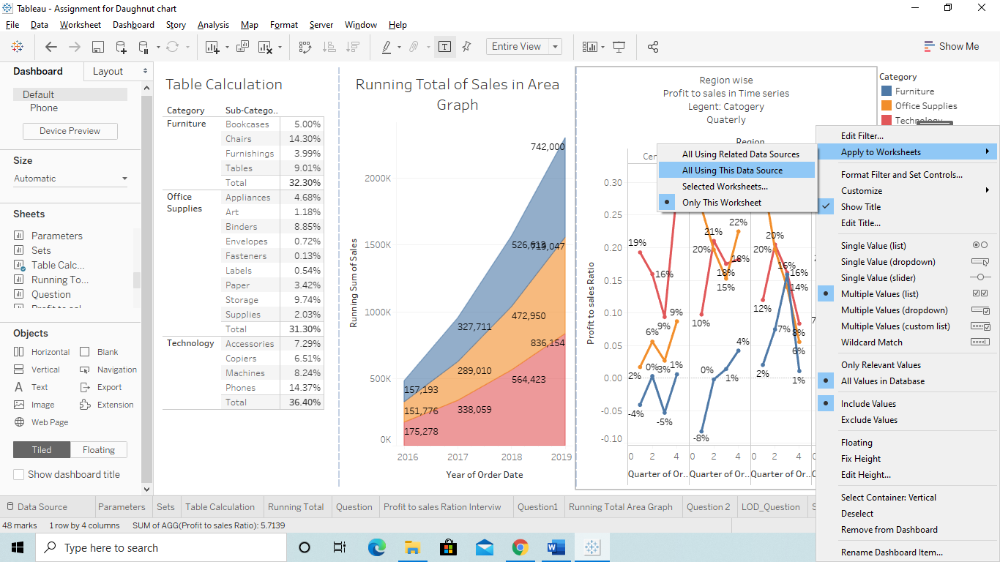 Tableau - Assignment for Daughnut chart
File Data Worksheet Dashboard Story Analysis Map Format Server Window Help
Entire View
Show Me
Dashboard Layout
Default
Phone
Device Preview
Size
Automatic
Sheets
Parameters
Sets
Table Calc...
Running To...
Question
Objects
Horizontal Blank
Vertical Navigation
Text Export
Image Extension
Web Page
Tiled Floating
Show dashboard title
Table Calculation
Category Sub-Catego..
Furniture Bookcases 5.00%
Chairs 14.30%
Furnishings 3.99%
Tables 9.01%
Total 32.30%
Office Supplies Appliances 4.68%
Art 1.18%
Binders 8.85%
Envelopes 0.72%
Fasteners 0.13%
Labels 0.54%
Paper 3.42%
Storage 9.74%
Supplies 2.03%
Total 31.30%
Technology Accessories 7.29%
Copiers 6.51%
Machines 8.24%
Phones 14.37%
Total 36.40%
Running Total of Sales in Area
Graph
Running Sum of Sales
2000K
1500K
1000K
500K
0K
742,000
526,613
719,047
327,711
472,950
836,154
289,010
564,423
157,193
151,776
338,059
175,278
2016 2017 2018 2019
Year of Order Date
Region wise
Profit to sales in Time series
Legent: Catogery
Quaterly
Region
Profit to sales Ratio
0.30
0.25
0.20
0.15
0.10
0.05
0.00
-0.05
-0.10
19%
16%
9%
9%
6%
2%
0%
3%
1%
-4%
-5%
22%
21%
20%
18%
18%
15%
10%
4%
0%
1%
-8%
20%
20%
16%
16%
14%
12%
7%
8%
6%
2%
1%
0 2 4 0 2 4 0 2 4
Quarter of Or.. Quarter of Or.. Quarter of Or..
Category
Furniture
Office Supplies
Technology
All Using Related Data Sources
All Using This Data Source
Selected Worksheets...
Only This Worksheet
Edit Filter...
Apply to Worksheets
Format Filter and Set Controls...
Customize
Show Title
Edit Title...
Single Value (list)
Single Value (dropdown)
Single Value (slider)
Multiple Values (list)
Multiple Values (dropdown)
Multiple Values (custom list)
Wildcard Match
Only Relevant Values
All Values in Database
Include Values
Exclude Values
Floating
Fix Height
Edit Height...
Select Container: Vertical
Deselect
Remove from Dashboard
Rename Dashboard Item...
Data Source Parameters Sets Table Calculation Running Total Question Profit to sales Ration Interviw Question1 Running Total Area Graph Question 2 LOD_Question
48 marks 1 row by 4 columns SUM of AGG(Profit to sales Ratio): 5.7139
Type here to search